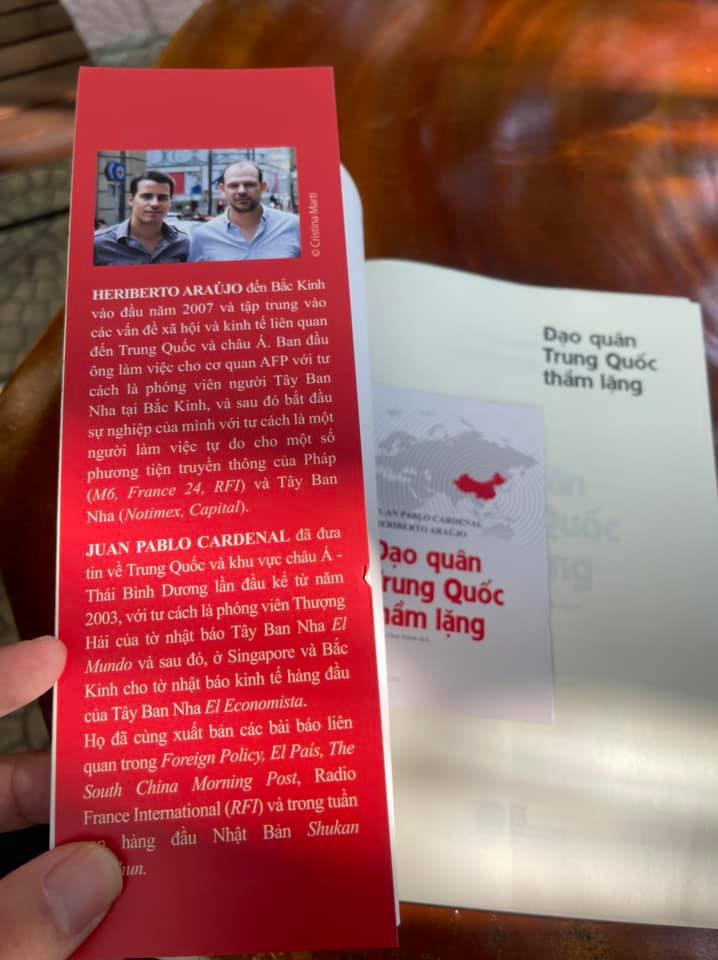 © Cristina Marti
HERIBERTO ARAÚJO đến Bắc Kinh
vào đầu năm 2007 và tập trung vào
các vấn đề xã hội và kinh tế liên quan
đến Trung Quốc và châu Á. Ban đầu
ông làm việc cho cơ quan AFP với tư
cách là phóng viên người Tây Ban
Nha tại Bắc Kinh, và sau đó bắt đầu
sự nghiệp của mình với tư cách là một
người làm việc tự do cho một số
phương tiện truyền thông của Pháp
(M6, France 24, RFI) và Tây Ban
Nha (Notimex, Capital).
JUAN PABLO CARDENAL đã đưa
tin về Trung Quốc và khu vực châu Á -
Thái Bình Dương lần đầu kể từ năm
2003, với tư cách là phóng viên Thượng
Hải của tờ nhật báo Tây Ban Nha El
Mundo và sau đó, ở Singapore và Bắc
Kinh cho tờ nhật báo kinh tế hàng đầu
của Tây Ban Nha El Economista.
Họ đã cùng xuất bản các bài báo liên
quan trong Foreign Policy, El País, The
South China Morning Post, Radio
France International (RFI) và trong tuần
hàng đầu Nhật Bản Shukan
Đạo quân
Trung Quốc
thầm lặng
JUAN PABLO CARDENAL
HERIBERTO ARAÚJO
Đạo quân
Trung Quốc
thầm lặng